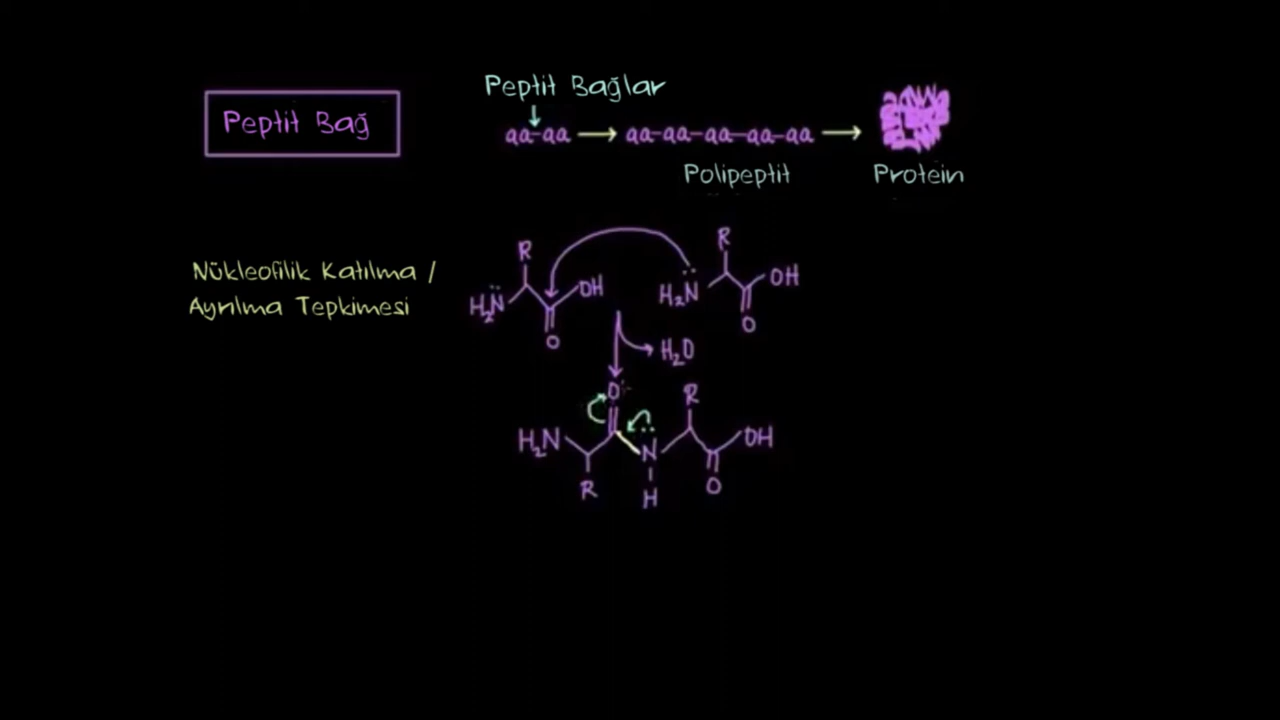 Peptit Bağ
Peptit Bağlar
aa-aa → aa-aa-aa-aa-aa →
Polipeptit
Protein
Nükleofilik Katılma /
Ayrılma Tepkimesi
R
R
H₂N
OH
H₂N
OH
O
O
H₂O
O
R
H₂N
N
OH
R
H
O